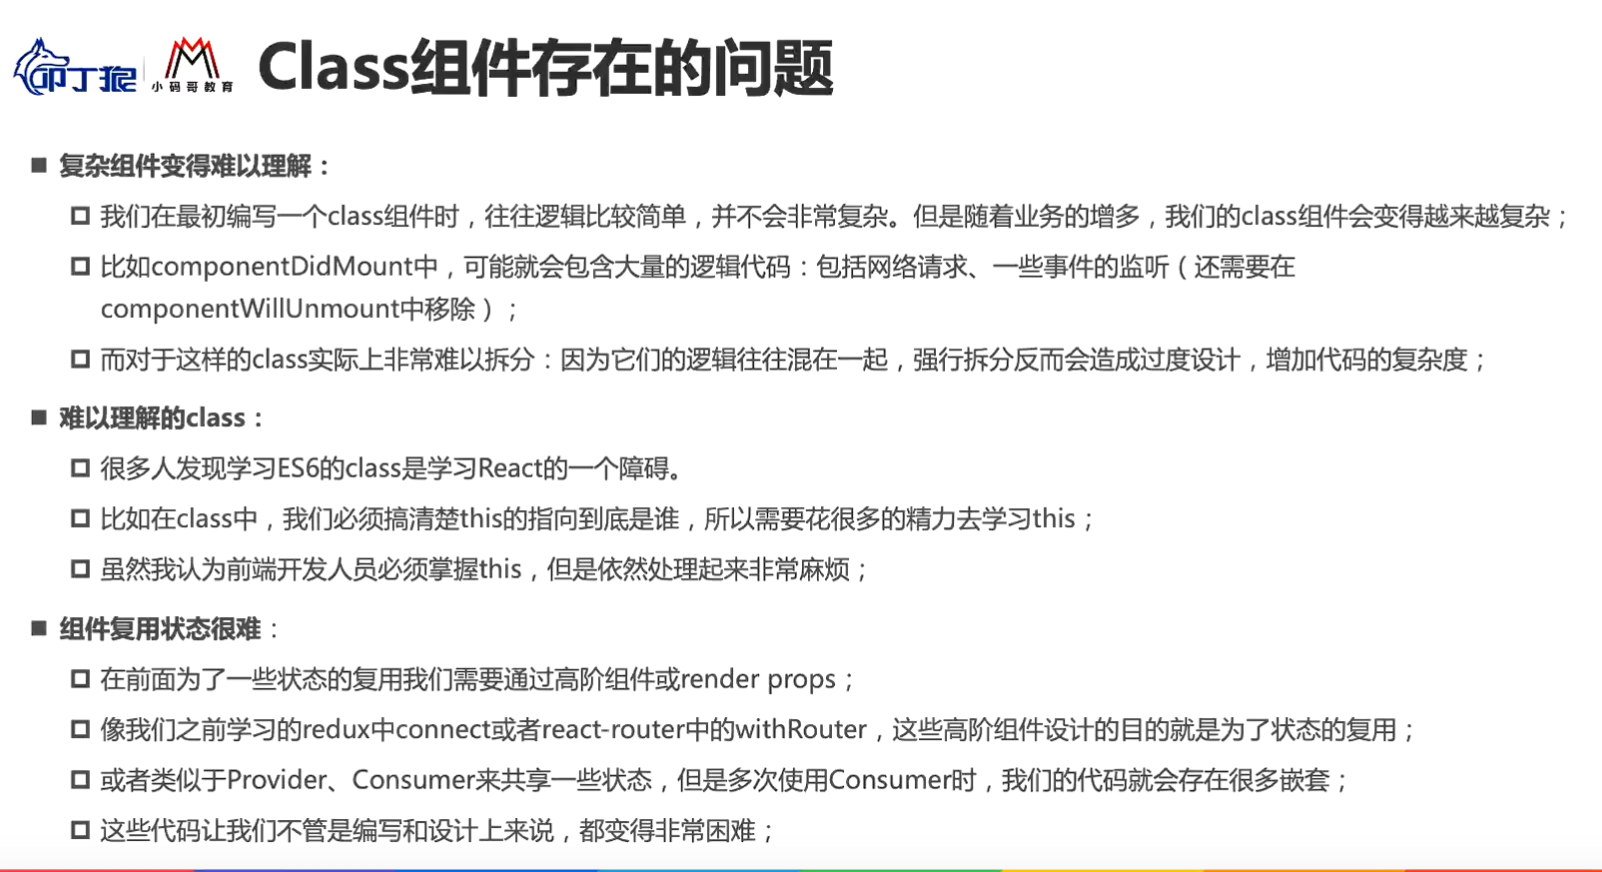 叩丁狼
小码哥教育
Class组件存在的问题
■ 复杂组件变得难以理解：
我们在最初编写一个class组件时，往往逻辑比较简单，并不会非常复杂。但是随着业务的增多，我们的class组件会变得越来越复杂；
比如componentDidMount中，可能就会包含大量的逻辑代码：包括网络请求、一些事件的监听（还需要在
componentWillUnmount中移除）；
而对于这样的class实际上非常难以拆分：因为它们的逻辑往往混在一起，强行拆分反而会造成过度设计，增加代码的复杂度；
■ 难以理解的class：
很多人发现学习ES6的class是学习React的一个障碍。
比如在class中，我们必须搞清楚this的指向到底是谁，所以需要花很多的精力去学习this；
虽然我认为前端开发人员必须掌握this，但是依然处理起来非常麻烦；
■ 组件复用状态很难：
在前面为了一些状态的复用我们需要通过高阶组件或render props；
像我们之前学习的redux中connect或者react-router中的withRouter，这些高阶组件设计的目的就是为了状态的复用；
或者类似于Provider、Consumer来共享一些状态，但是多次使用Consumer时，我们的代码就会存在很多嵌套；
这些代码让我们不管是编写和设计上来说，都变得非常困难；